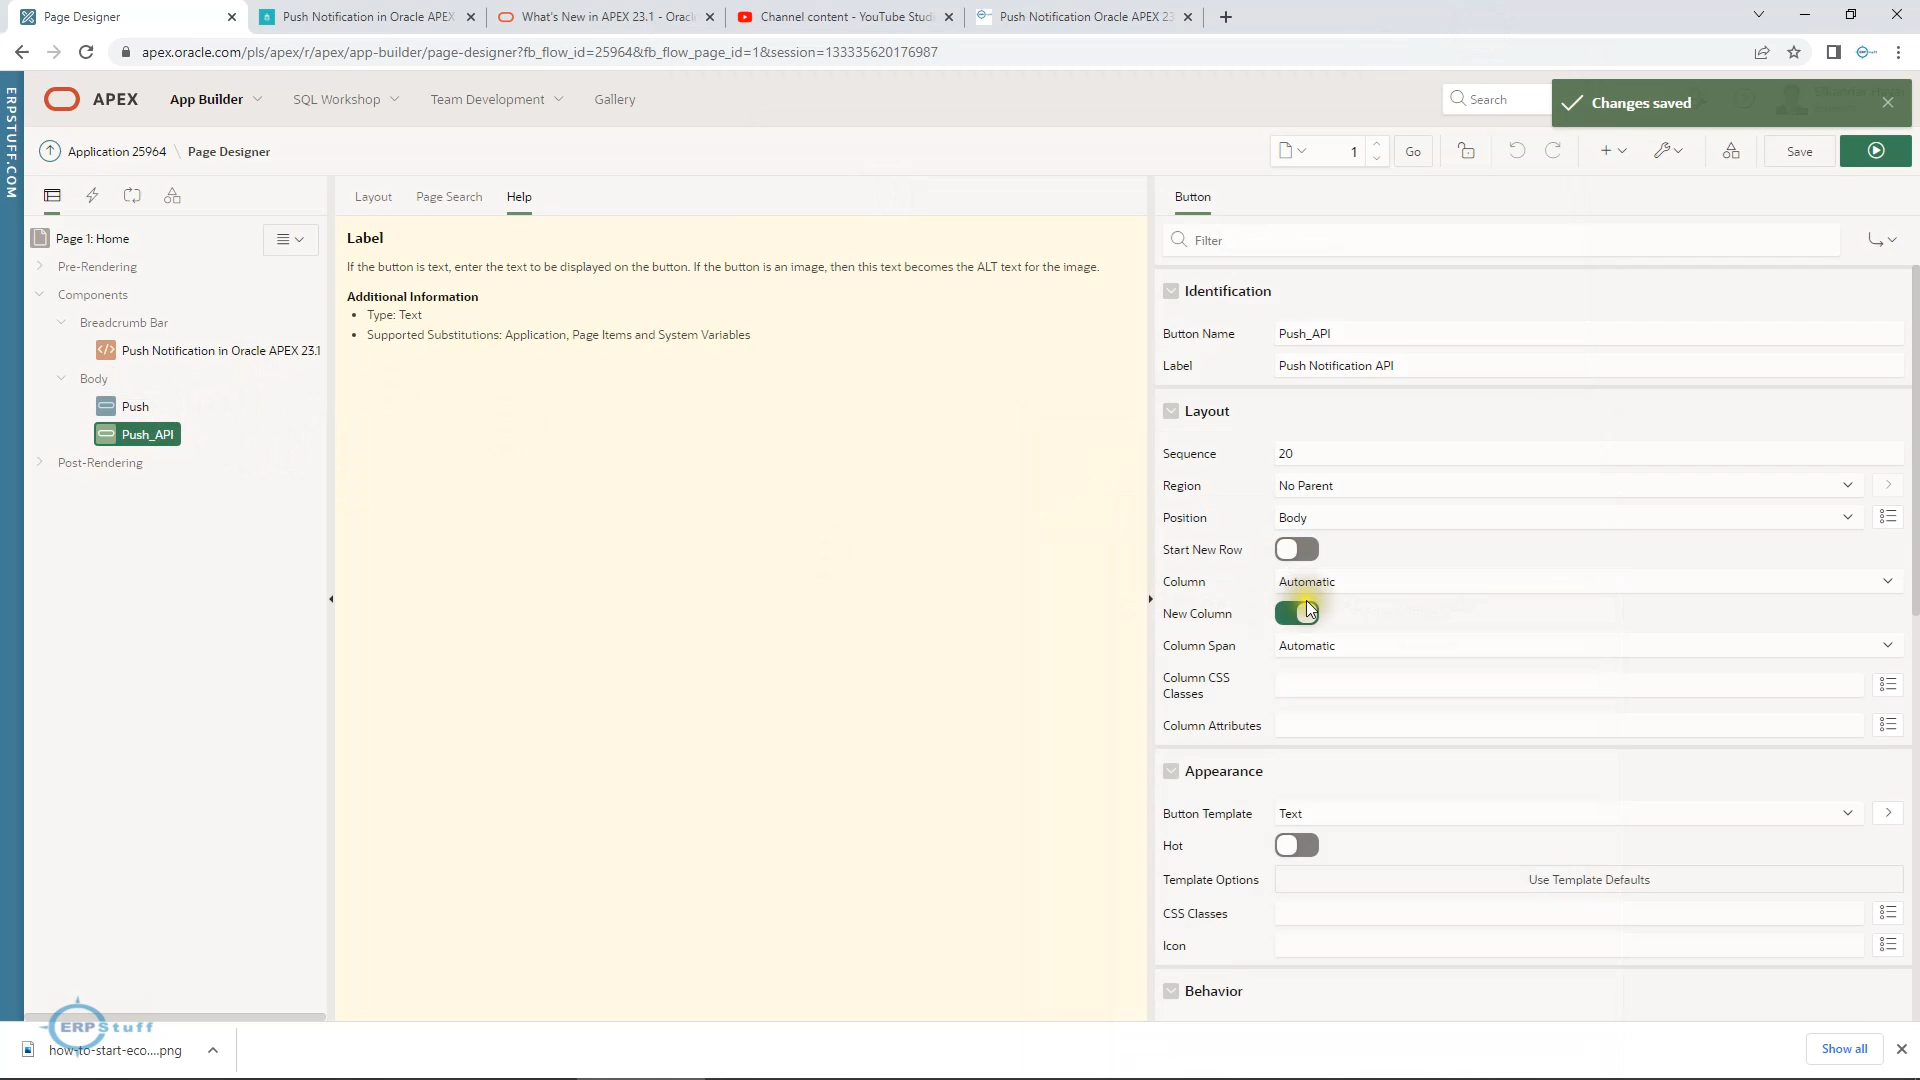 Page Designer
Push Notification in Oracle APEX
What's New in APEX 23.1 - Orac
Channel content - YouTube Stud
Push Notification Oracle APEX 23
apex.oracle.com/pls/apex/r/apex/app-builder/page-designer?fb_flow_id=25964&fb_flow_page_id=1&session=133335620176987
ERPSTUFF.COM
APEX
App Builder
SQL Workshop
Team Development
Gallery
Search
Changes saved
Application 25964 \ Page Designer
1
Go
Save
Layout
Page Search
Help
Button
Page 1: Home
Pre-Rendering
Components
Breadcrumb Bar
Push Notification in Oracle APEX 23.1
Body
Push
Push_API
Post-Rendering
Label
If the button is text, enter the text to be displayed on the button. If the button is an image, then this text becomes the ALT text for the image.
Additional Information
• Type: Text
• Supported Substitutions: Application, Page Items and System Variables
Filter
Identification
Button Name Push_API
Label Push Notification API
Layout
Sequence 20
Region No Parent
Position Body
Start New Row
Column Automatic
New Column
Column Span Automatic
Column CSS
Classes
Column Attributes
Appearance
Button Template Text
Hot
Template Options Use Template Defaults
CSS Classes
Icon
Behavior
ERPStuff
how-to-start-eco....png
Show all